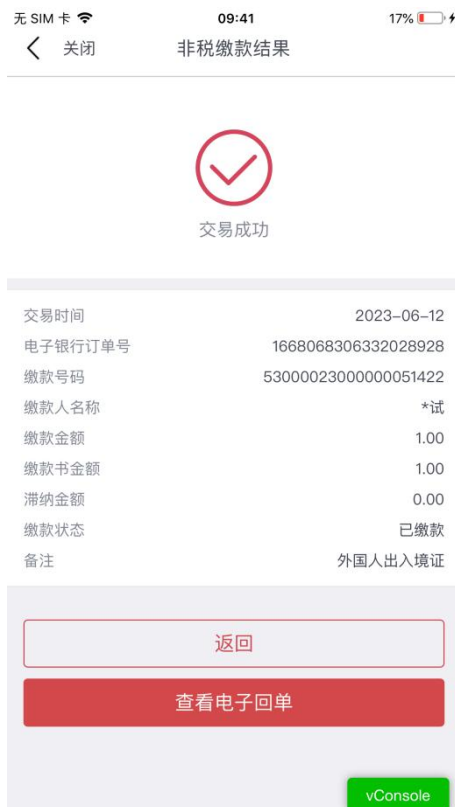 无 SIM 卡 09:41 17%
关闭 非税缴款结果
交易成功
交易时间 2023-06-12
电子银行订单号 1668068306332028928
缴款号码 53000023000000051422
缴款人名称 *试
缴款金额 1.00
缴款书金额 1.00
滞纳金额 0.00
缴款状态 已缴款
备注 外国人出入境证
返回
查看电子回单
vConsole